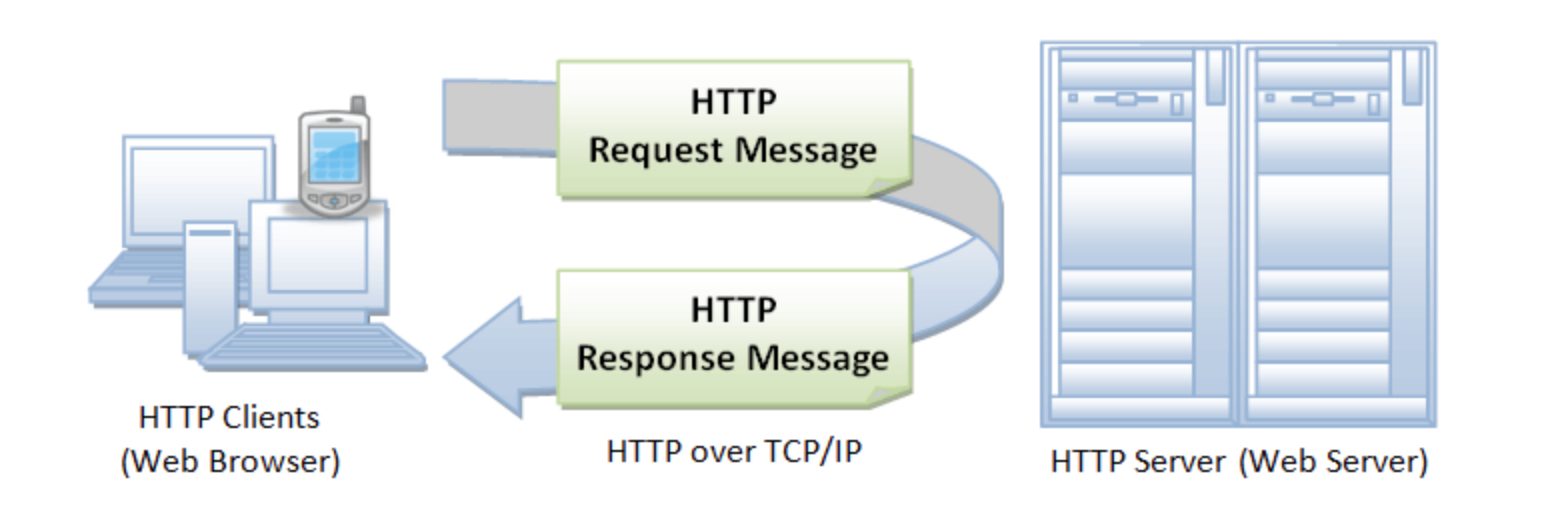 HTTP
Request Message
HTTP
Response Message
HTTP Clients
(Web Browser)
HTTP over TCP/IP
HTTP Server (Web Server)